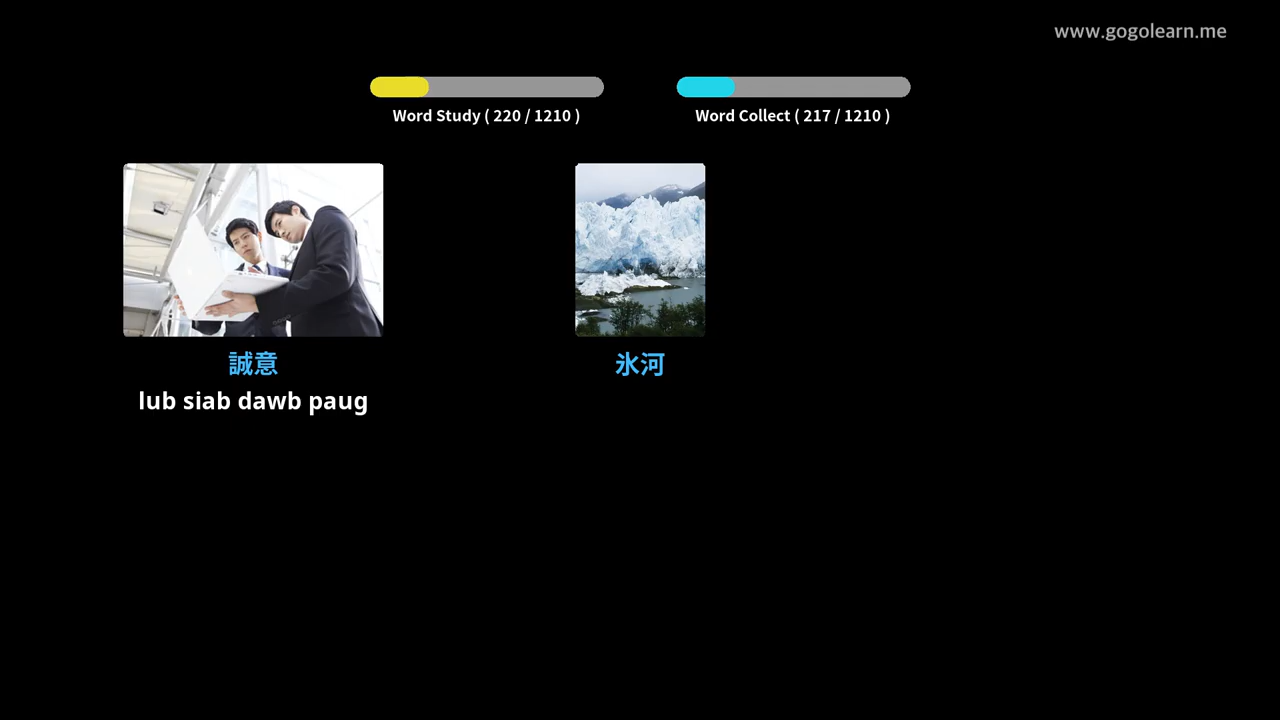 www.gogolearn.me
Word Study ( 220 / 1210 )
Word Collect ( 217 / 1210 )
誠意
氷河
lub siab dawb paug